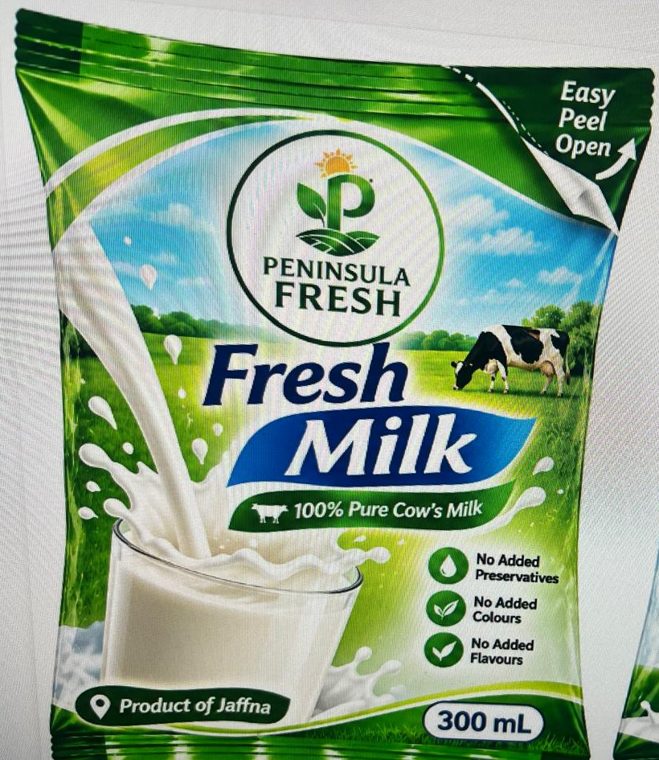 Easy
Peel
Open
P
PENINSULA
FRESH
Fresh
Milk
100% Pure Cow's Milk
No Added
Preservatives
No Added
Colours
No Added
Flavours
Product of Jaffna
300 mL